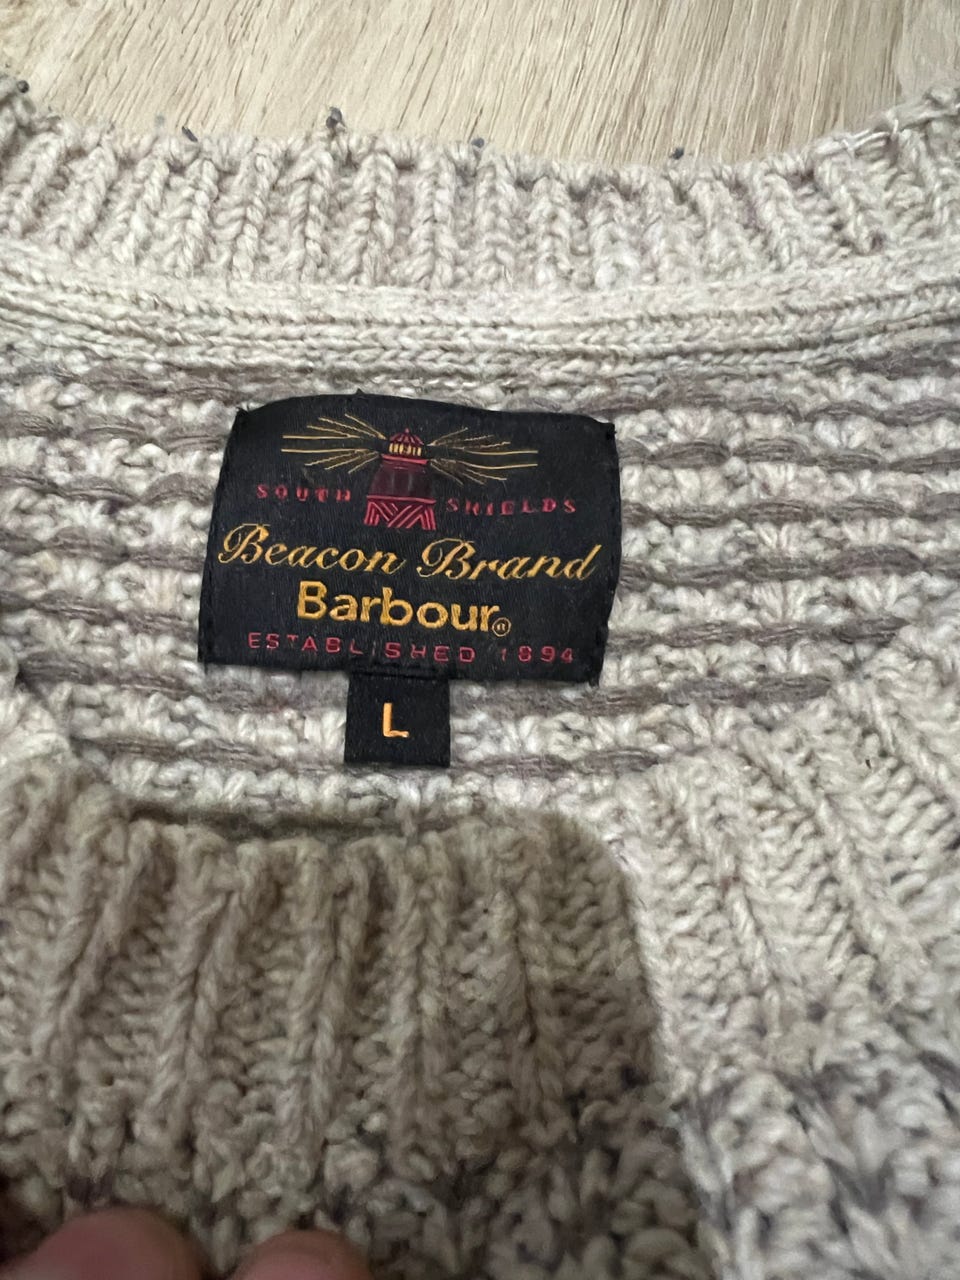 SOUTH SHIELDS
Beacon Brand
Barbour®
ESTABLISHED 1894
L